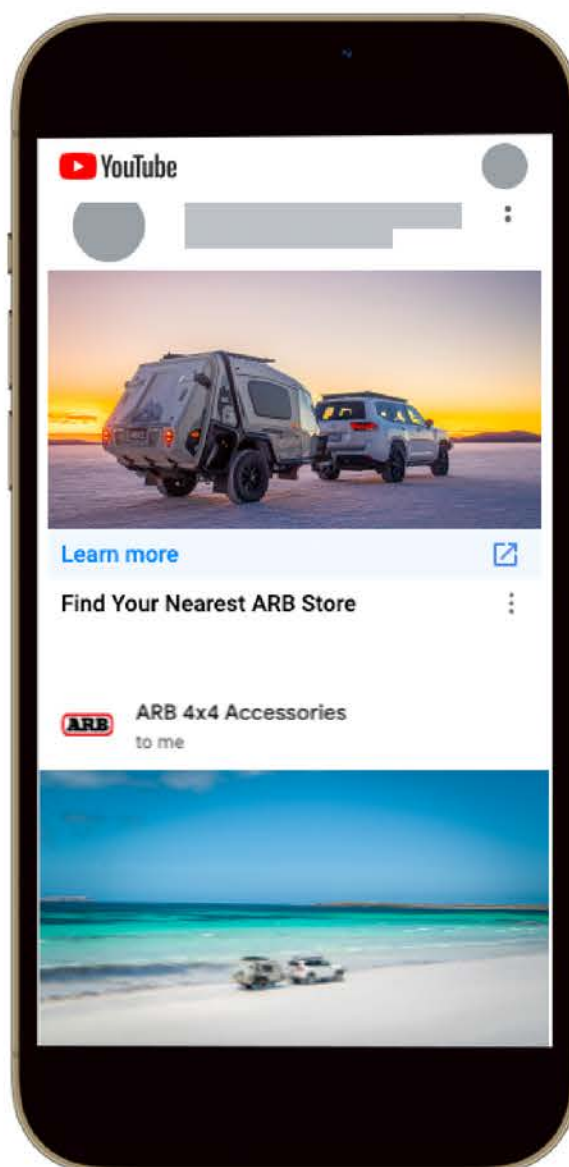 YouTube
Learn more
Find Your Nearest ARB Store
ARB
ARB 4x4 Accessories
to me